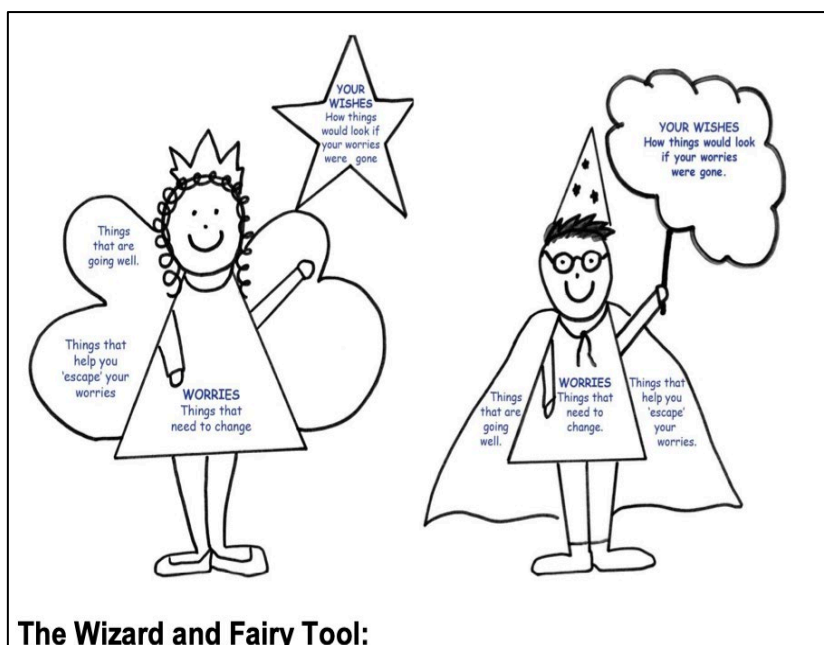 YOUR
WISHES
How things
would look if
your worries
were gone
Things
that are
going well.
Things that
help you
'escape' your
worries
WORRIES
Things that
need to change
YOUR WISHES
How things would look
if your worries
were gone.
Things
that are
going
well.
WORRIES
Things that
need to
change.
Things that
help you
'escape'
your
worries.
The Wizard and Fairy Tool: